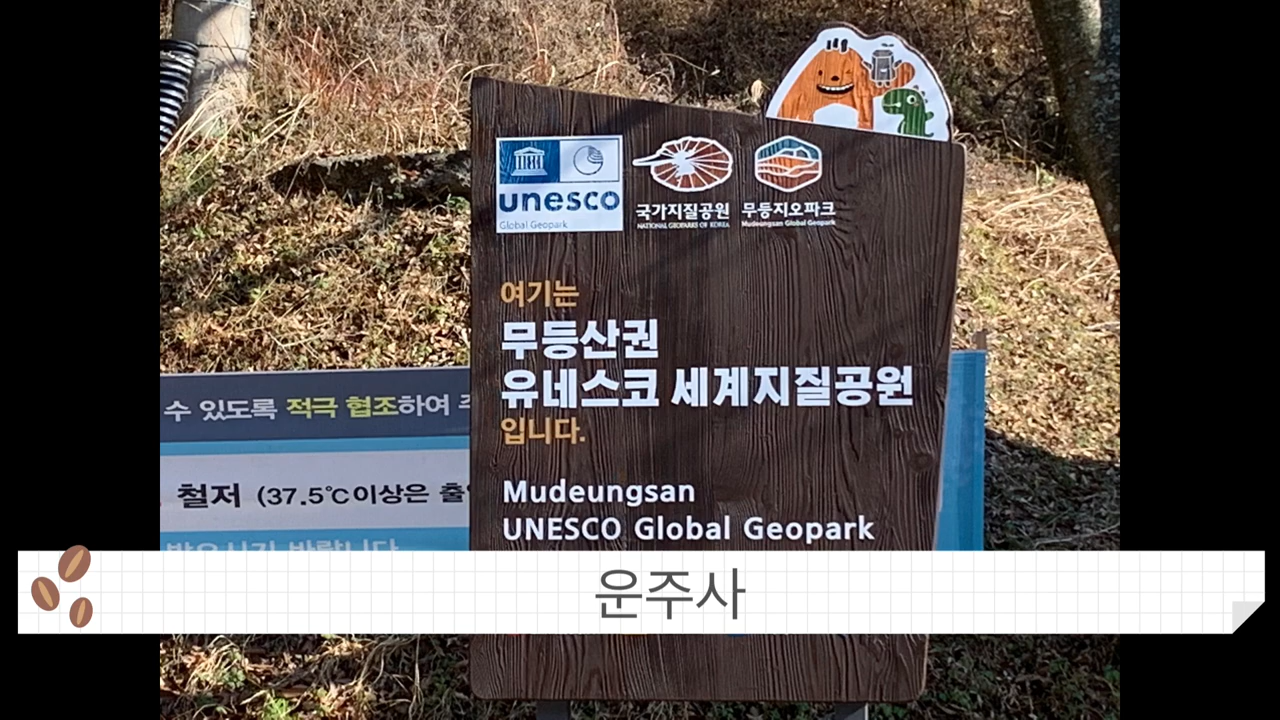 unesco
Global Geopark
국가지질공원
NATIONAL GEOPARKS OF KOREA
무등지오파크
Mudeungsan Global Geopark
여기는
무등산권
유네스코 세계지질공원
입니다.
Mudeungsan
UNESCO Global Geopark
수 있도록 적극 협조하여
철저 (37.5℃이상은
바랍니다
운주사